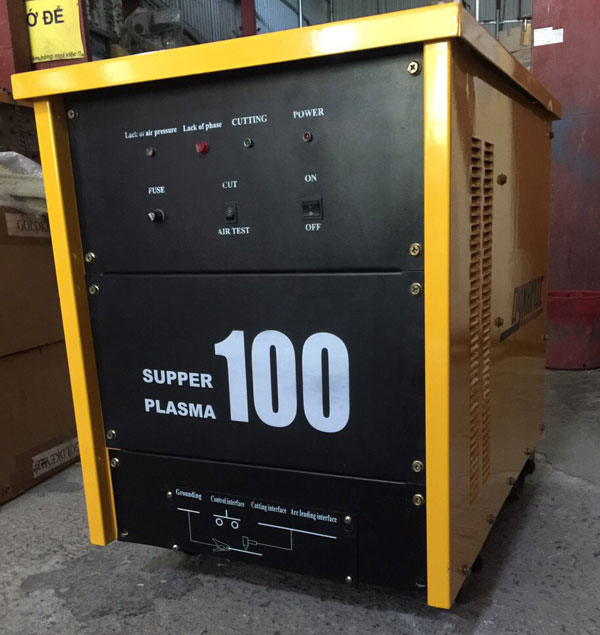 Ở ĐẺ
Lack of air pressure
Lack of phase
CUTTING
POWER
FUSE
CUT
ON
AIR TEST
OFF
SUPPER
PLASMA
100
Grounding
Control interface
Cutting interface
Arc leading interface